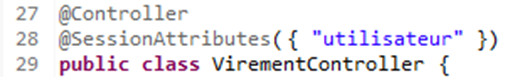 27 @Controller
28 @SessionAttributes({ "utilisateur" })
29 public class VirementController {